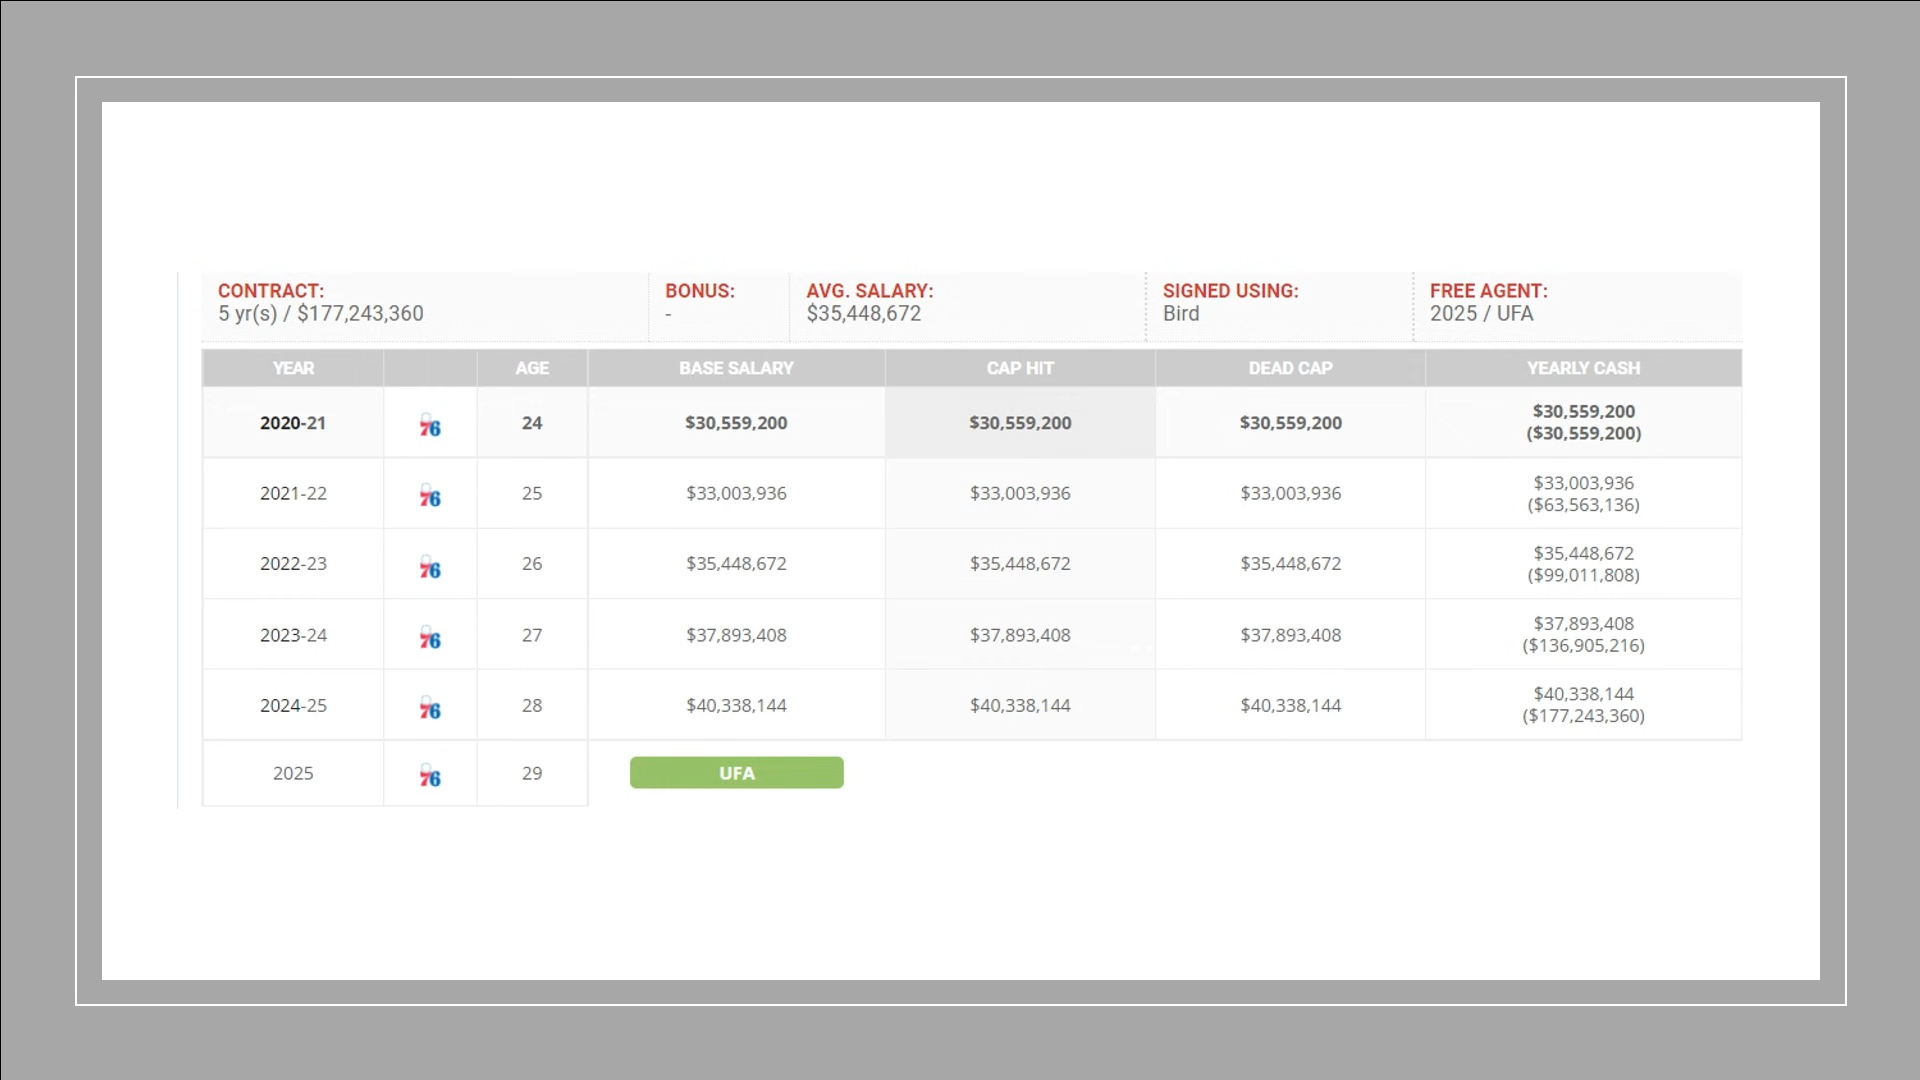 CONTRACT: BONUS: AVG. SALARY: SIGNED USING: FREE AGENT:
5 yr(s) / $177,243,360 - $35,448,672 Bird 2025 / UFA
YEAR AGE BASE SALARY CAP HIT DEAD CAP YEARLY CASH
2020-21 76 24 $30,559,200 $30,559,200 $30,559,200 $30,559,200
($30,559,200)
2021-22 76 25 $33,003,936 $33,003,936 $33,003,936 $33,003,936
($63,563,136)
2022-23 76 26 $35,448,672 $35,448,672 $35,448,672 $35,448,672
($99,011,808)
2023-24 76 27 $37,893,408 $37,893,408 $37,893,408 $37,893,408
($136,905,216)
2024-25 76 28 $40,338,144 $40,338,144 $40,338,144 $40,338,144
($177,243,360)
2025 76 29 UFA